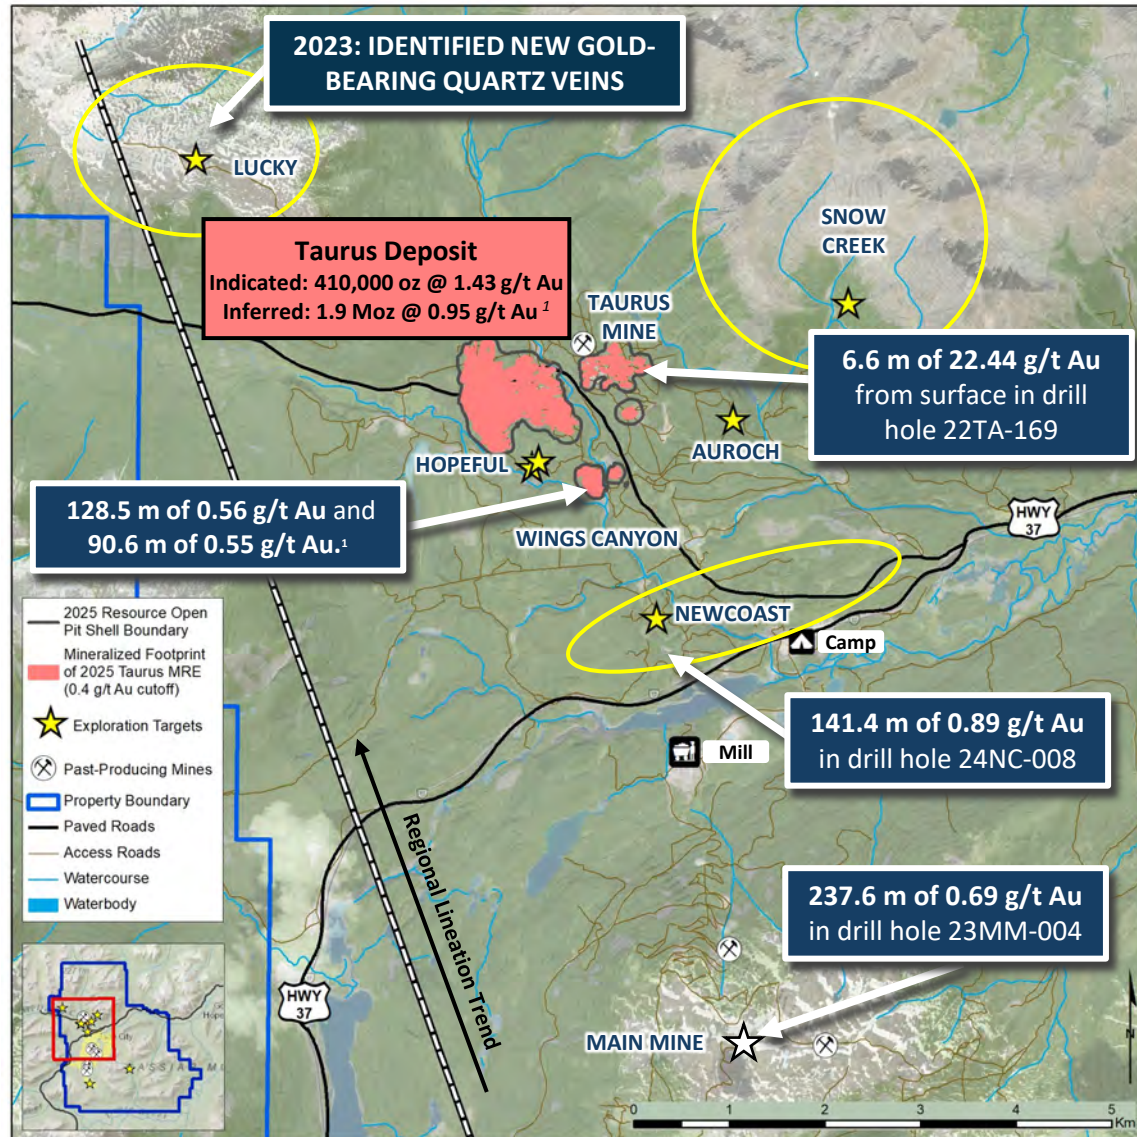 2023: IDENTIFIED NEW GOLD-
BEARING QUARTZ VEINS
LUCKY
SNOW
CREEK
Taurus Deposit
Indicated: 410,000 oz @ 1.43 g/t Au
Inferred: 1.9 Moz @ 0.95 g/t Au 1
TAURUS
MINE
6.6 m of 22.44 g/t Au
from surface in drill
hole 22TA-169
AUROCH
HOPEFUL
128.5 m of 0.56 g/t Au and
90.6 m of 0.55 g/t Au.1
WINGS CANYON
HWY
37
NEWCOAST
Camp
2025 Resource Open
Pit Shell Boundary
Mineralized Footprint
of 2025 Taurus MRE
(0.4 g/t Au cutoff)
Exploration Targets
Past-Producing Mines
Property Boundary
Paved Roads
Access Roads
Watercourse
Waterbody
141.4 m of 0.89 g/t Au
in drill hole 24NC-008
Mill
Regional Lineation Trend
237.6 m of 0.69 g/t Au
in drill hole 23MM-004
HWY
37
MAIN MINE
N
0 1 2 3 4 5
Km
City